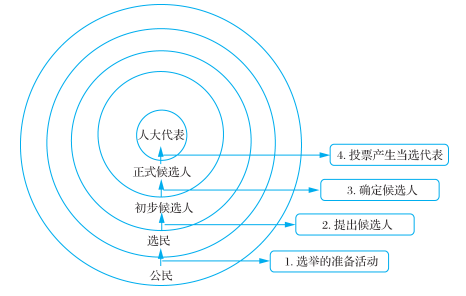 人大代表
4. 投票产生当选代表
正式候选人
3. 确定候选人
初步候选人
2. 提出候选人
选民
1. 选举的准备活动
公民